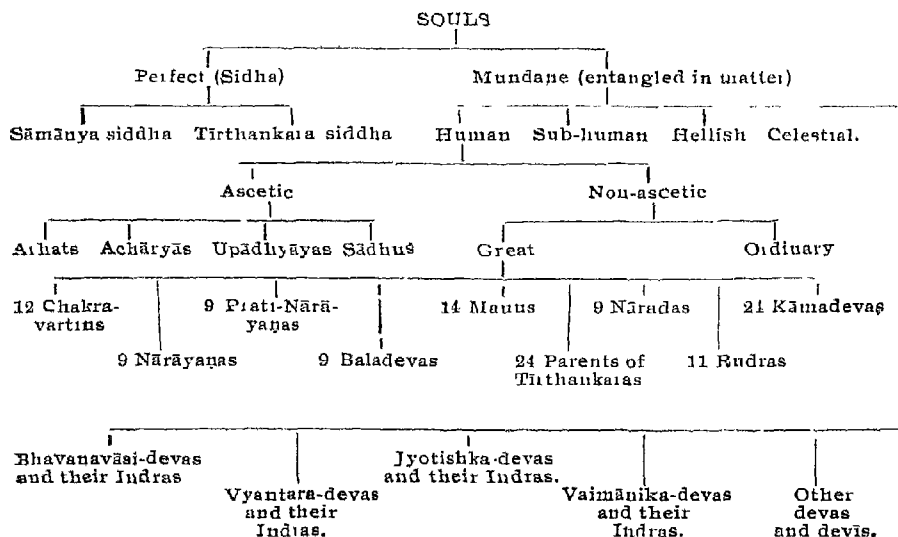 SOULS
Perfect (Sidha) Mundane (entangled in matter)
Sāmānya siddha Tīrthankara siddha Human Sub-human Hellish Celestial.
Ascetic Non-ascetic
Arhats Achāryās Upādhyāyas Sādhus Great Ordinary
12 Chakra-
vartins
9 Prati-Nārā-
yaṇas
14 Manus 9 Nāradas 24 Kāmadevas
9 Nārāyaṇas 9 Baladevas 24 Parents of
Tīrthankaras
11 Rudras
Bhavanavāsi-devas
and their Indras
Jyotishka-devas
and their Indras.
Vyantara-devas
and their
Indras.
Vaimānika-devas
and their
Indras.
Other
devas
and devīs.